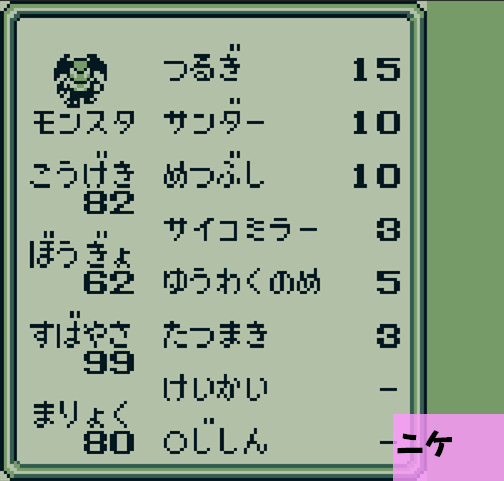 つるぎ 15
モンスタ サンダー 10
こうげき めつぶし 10
82
サイコミラー 3
ぼうぎょ
62 ゆうわくのめ 5
すばやさ たつまき 3
99
けいかい -
まりょく
80 ○じしん -
ニケ